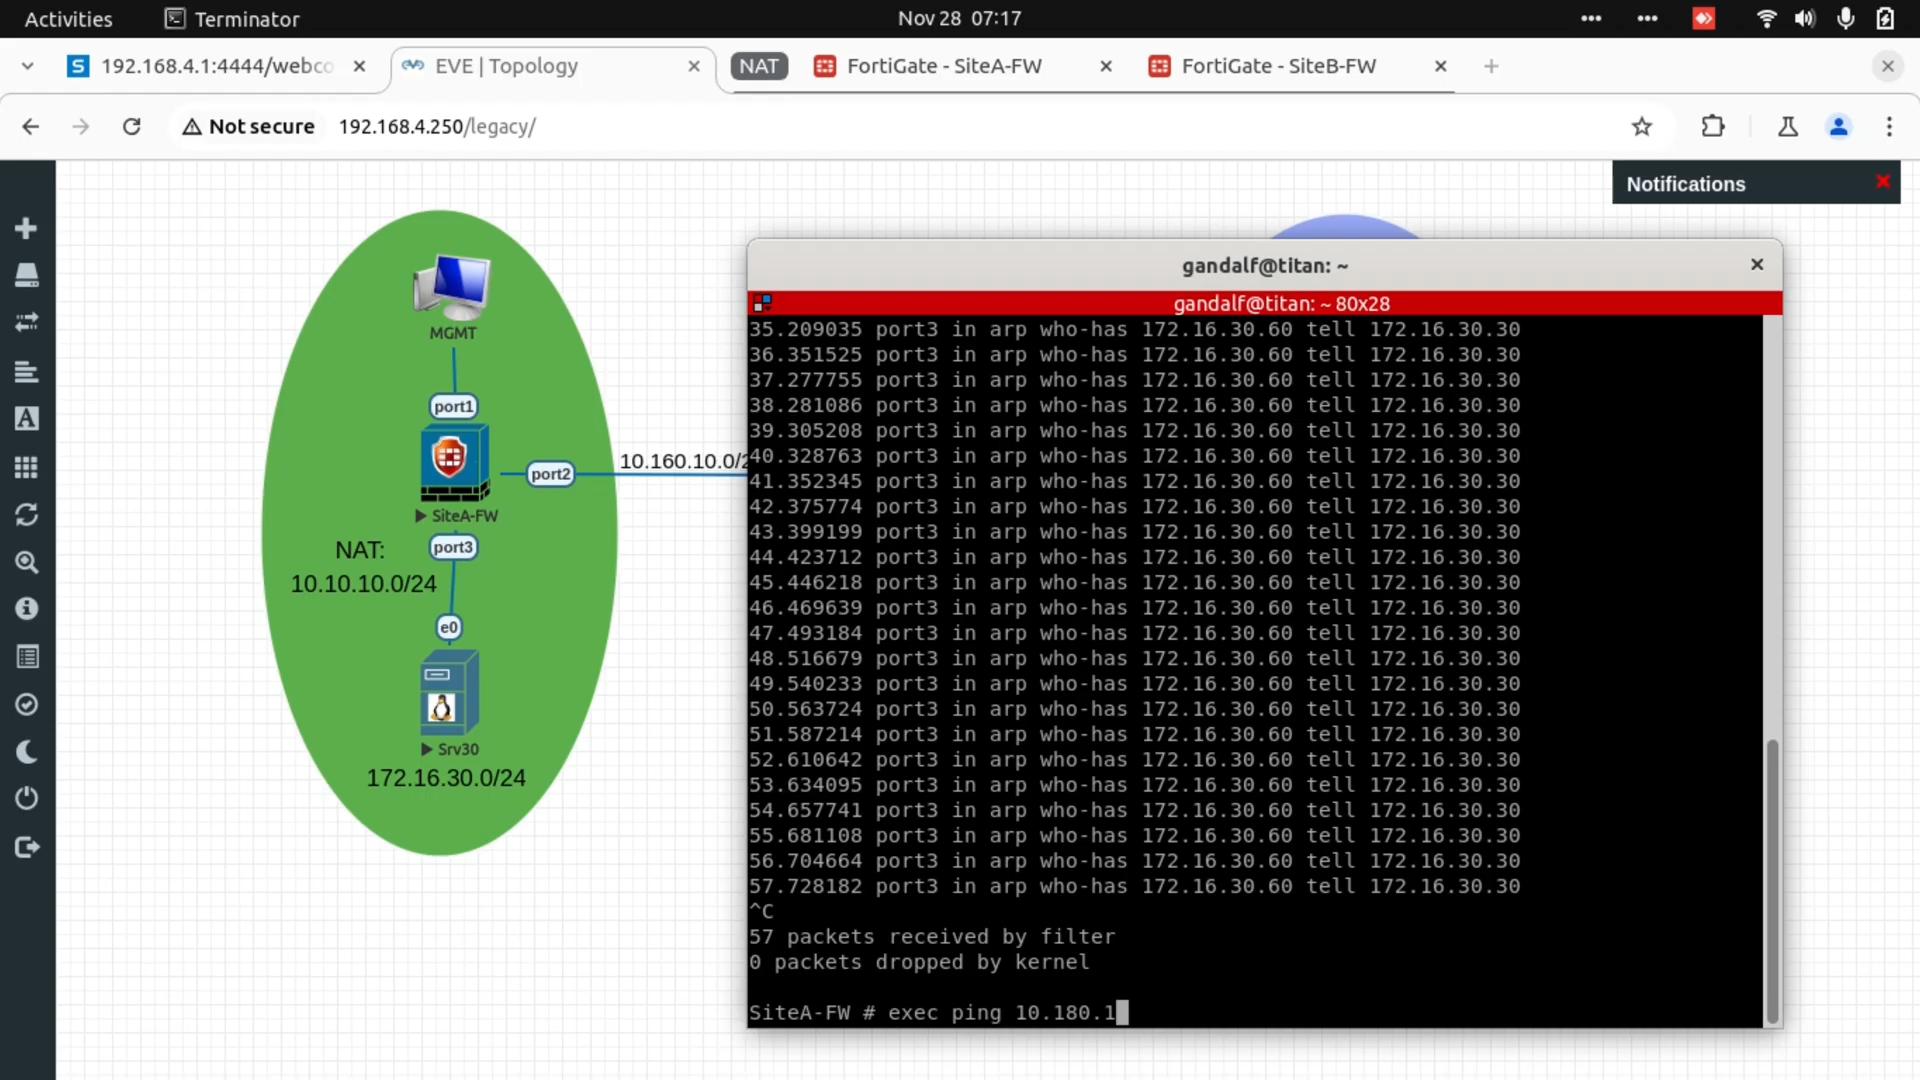 Activities
Terminator
Nov 28 07:17
192.168.4.1:4444/webco
EVE | Topology
NAT
FortiGate - SiteA-FW
FortiGate - SiteB-FW
Not secure
192.168.4.250/legacy/
Notifications
MGMT
port1
SiteA-FW
port2
10.160.10.0/2
NAT:
10.10.10.0/24
port3
e0
Srv30
172.16.30.0/24
gandalf@titan: ~
gandalf@titan: ~ 80x28
35.209035 port3 in arp who-has 172.16.30.60 tell 172.16.30.30
36.351525 port3 in arp who-has 172.16.30.60 tell 172.16.30.30
37.277755 port3 in arp who-has 172.16.30.60 tell 172.16.30.30
38.281086 port3 in arp who-has 172.16.30.60 tell 172.16.30.30
39.305208 port3 in arp who-has 172.16.30.60 tell 172.16.30.30
40.328763 port3 in arp who-has 172.16.30.60 tell 172.16.30.30
41.352345 port3 in arp who-has 172.16.30.60 tell 172.16.30.30
42.375774 port3 in arp who-has 172.16.30.60 tell 172.16.30.30
43.399199 port3 in arp who-has 172.16.30.60 tell 172.16.30.30
44.423712 port3 in arp who-has 172.16.30.60 tell 172.16.30.30
45.446218 port3 in arp who-has 172.16.30.60 tell 172.16.30.30
46.469639 port3 in arp who-has 172.16.30.60 tell 172.16.30.30
47.493184 port3 in arp who-has 172.16.30.60 tell 172.16.30.30
48.516679 port3 in arp who-has 172.16.30.60 tell 172.16.30.30
49.540233 port3 in arp who-has 172.16.30.60 tell 172.16.30.30
50.563724 port3 in arp who-has 172.16.30.60 tell 172.16.30.30
51.587214 port3 in arp who-has 172.16.30.60 tell 172.16.30.30
52.610642 port3 in arp who-has 172.16.30.60 tell 172.16.30.30
53.634095 port3 in arp who-has 172.16.30.60 tell 172.16.30.30
54.657741 port3 in arp who-has 172.16.30.60 tell 172.16.30.30
55.681108 port3 in arp who-has 172.16.30.60 tell 172.16.30.30
56.704664 port3 in arp who-has 172.16.30.60 tell 172.16.30.30
57.728182 port3 in arp who-has 172.16.30.60 tell 172.16.30.30
^C
57 packets received by filter
0 packets dropped by kernel
SiteA-FW # exec ping 10.180.1